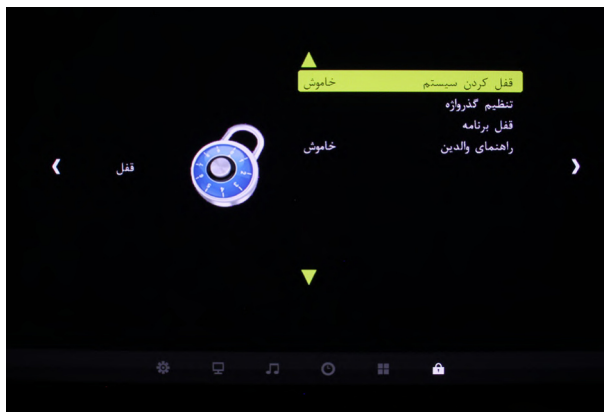 قفل کردن سیستم خاموش
تنظیم گذرواژه
قفل برنامه
راهنمای والدین خاموش
قفل